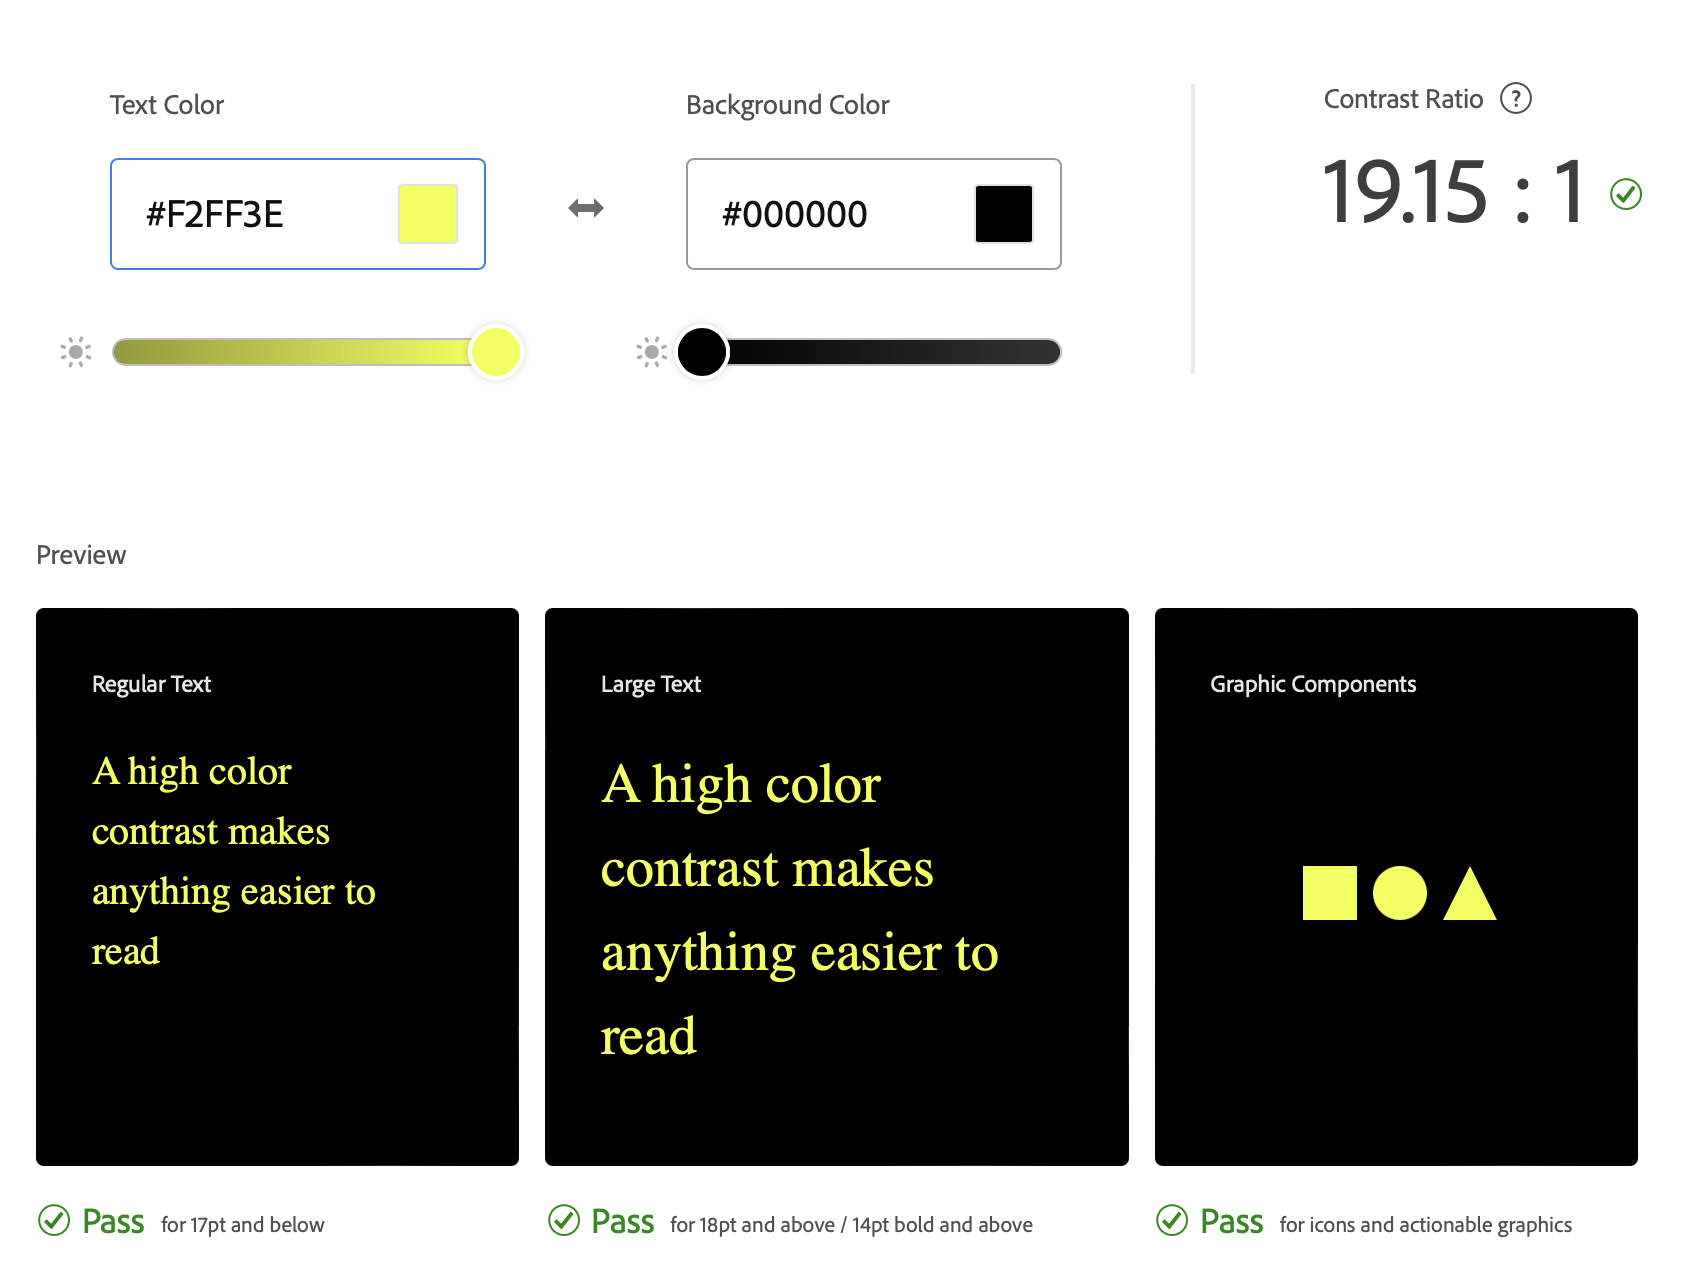 Text Color
Background Color
Contrast Ratio ?
#F2FF3E
#000000
19.15 : 1
Preview
Regular Text
A high color
contrast makes
anything easier to
read
Large Text
A high color
contrast makes
anything easier to
read
Graphic Components
Pass for 17pt and below
Pass for 18pt and above / 14pt bold and above
Pass for icons and actionable graphics